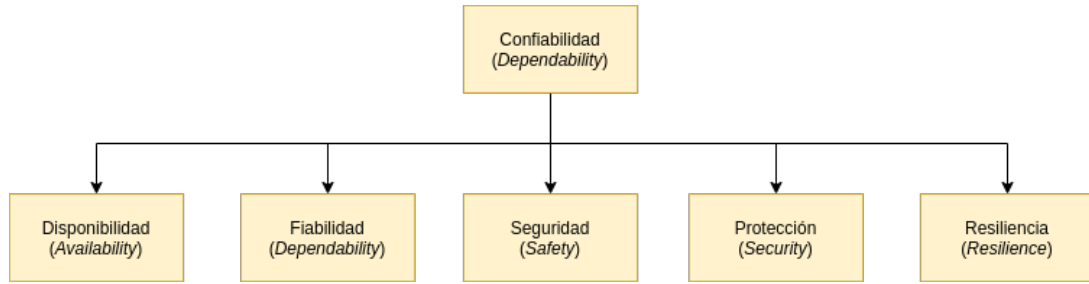 Confiabilidad
(Dependability)
Disponibilidad
(Availability)
Fiabilidad
(Dependability)
Seguridad
(Safety)
Protección
(Security)
Resiliencia
(Resilience)